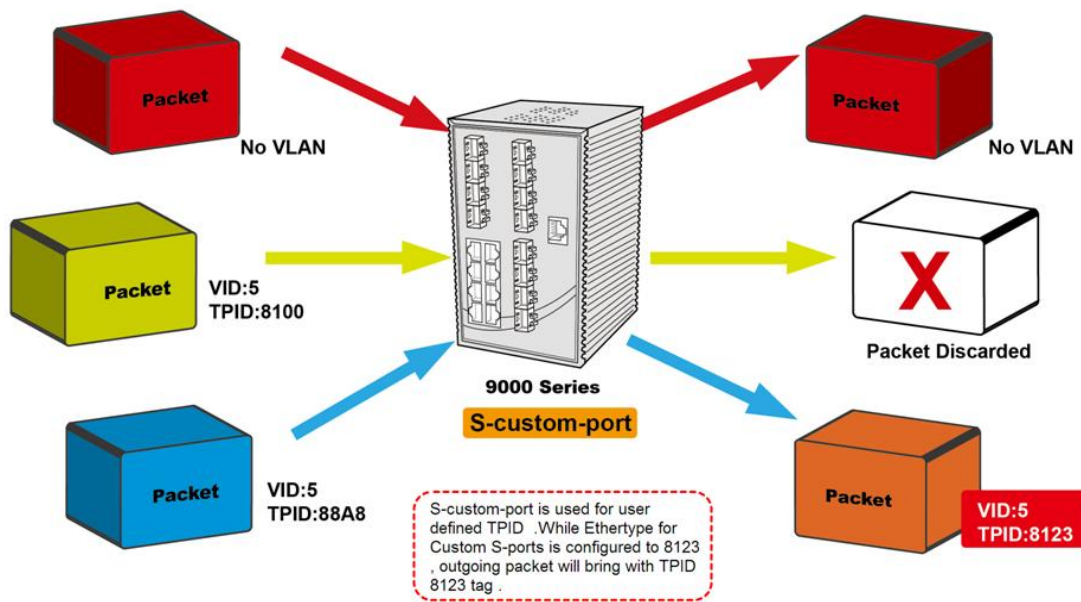 Packet
No VLAN
Packet
No VLAN
Packet
VID:5
TPID:8100
X
Packet Discarded
9000 Series
S-custom-port
Packet
VID:5
TPID:88A8
S-custom-port is used for user
defined TPID .While Ethertype for
Custom S-ports is configured to 8123
, outgoing packet will bring with TPID
8123 tag .
Packet
VID:5
TPID:8123